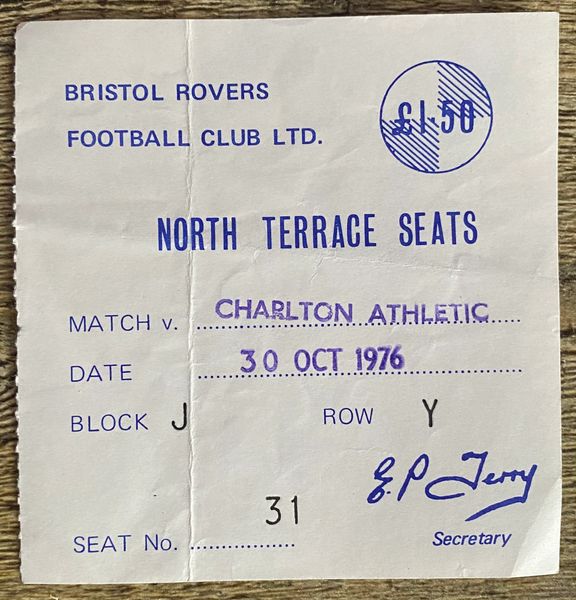 BRISTOL ROVERS
FOOTBALL CLUB LTD.
£1·50
NORTH TERRACE SEATS
MATCH v. CHARLTON ATHLETIC
DATE 30 OCT 1976
BLOCK J ROW Y
E.P Terry
SEAT No. 31
Secretary